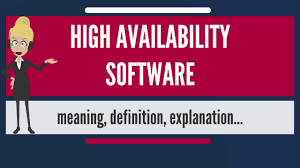 HIGH AVAILABILITY
SOFTWARE
meaning, definition, explanation...